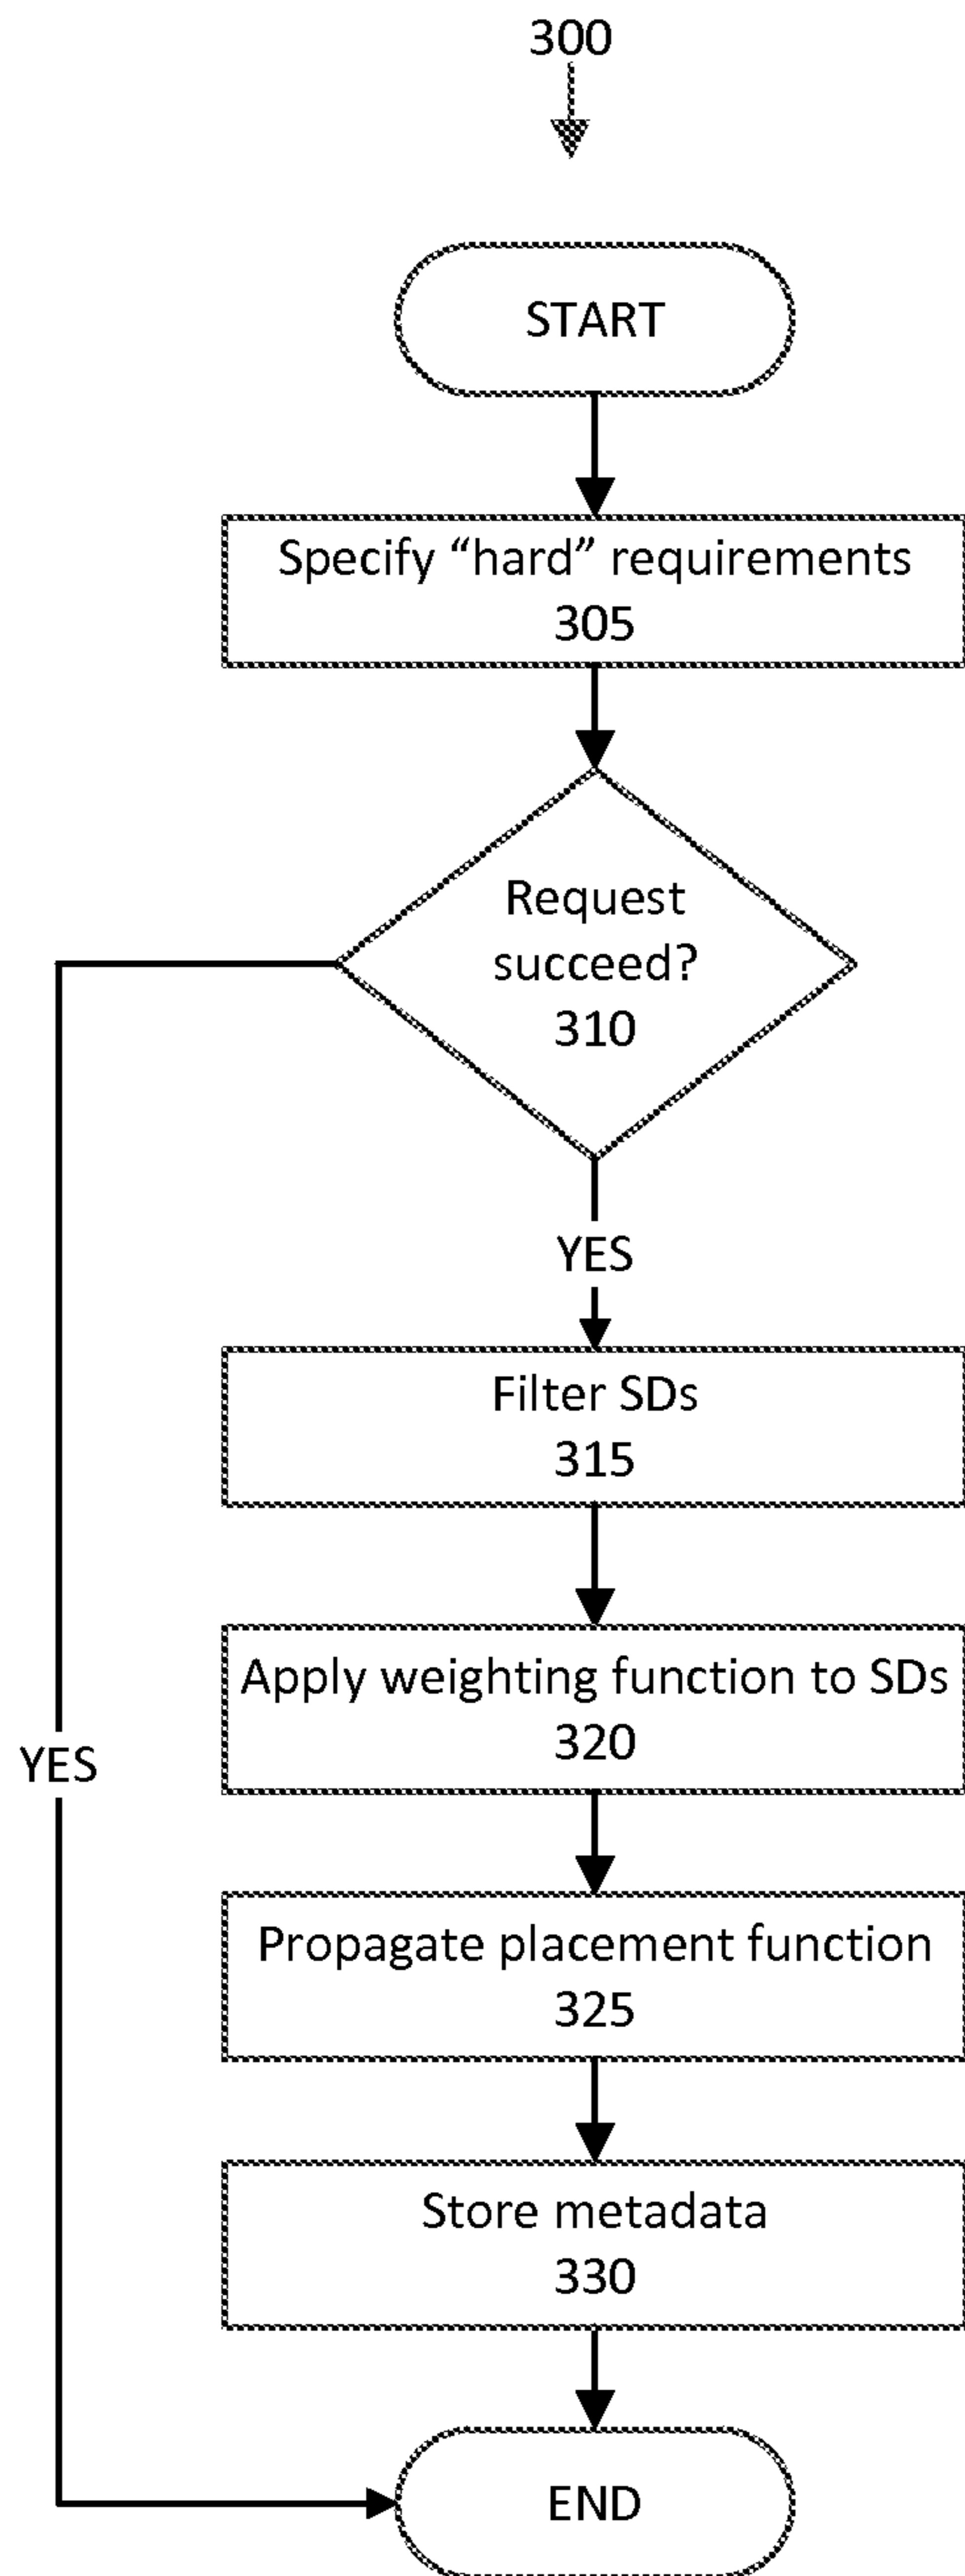 300
START
Specify “hard” requirements
305
Request
succeed?
310
YES
Filter SDs
315
Apply weighting function to SDs
320
YES
Propagate placement function
325
Store metadata
330
END